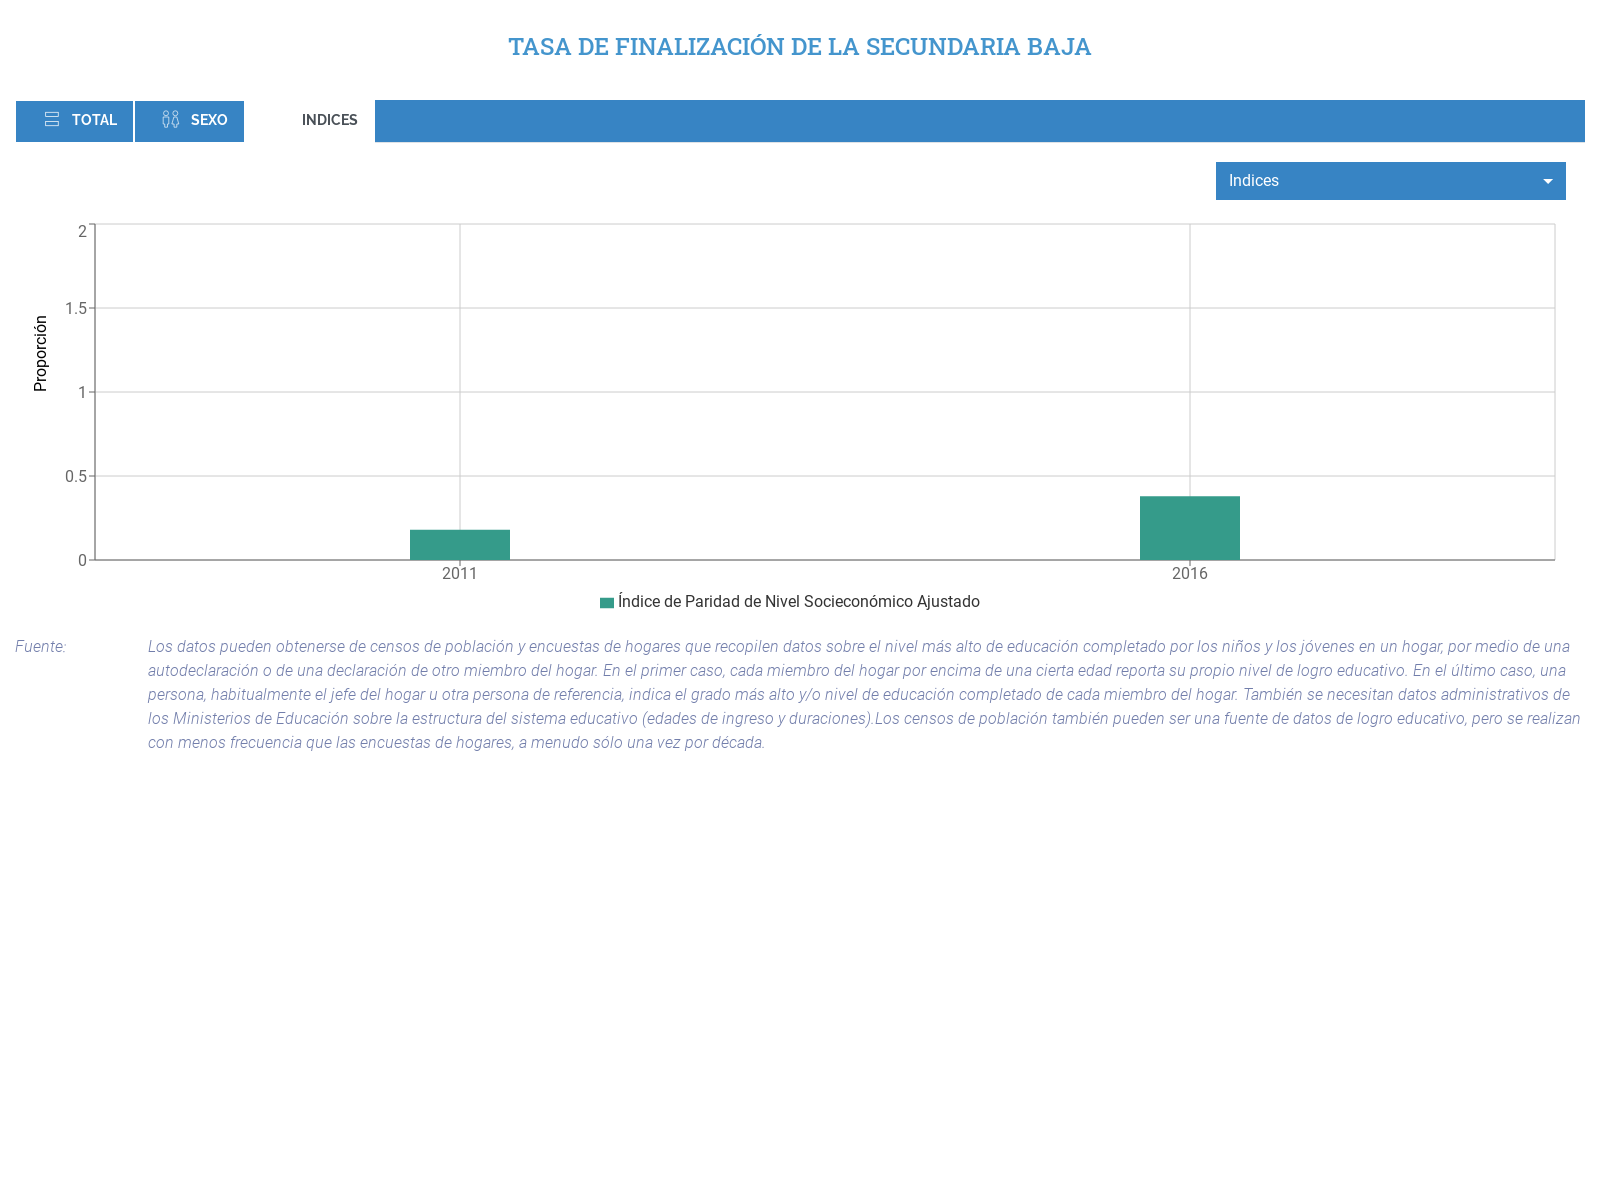 TASA DE FINALIZACIÓN DE LA SECUNDARIA BAJA
TOTAL
SEXO
INDICES
Indices
2
1.5
1
0.5
0
Proporción
2011
2016
Índice de Paridad de Nivel Socieconómico Ajustado
Fuente:
Los datos pueden obtenerse de censos de población y encuestas de hogares que recopilen datos sobre el nivel más alto de educación completado por los niños y los jóvenes en un hogar, por medio de una
autodeclaración o de una declaración de otro miembro del hogar. En el primer caso, cada miembro del hogar por encima de una cierta edad reporta su propio nivel de logro educativo. En el último caso, una
persona, habitualmente el jefe del hogar u otra persona de referencia, indica el grado más alto y/o nivel de educación completado de cada miembro del hogar. También se necesitan datos administrativos de
los Ministerios de Educación sobre la estructura del sistema educativo (edades de ingreso y duraciones).Los censos de población también pueden ser una fuente de datos de logro educativo, pero se realizan
con menos frecuencia que las encuestas de hogares, a menudo sólo una vez por década.